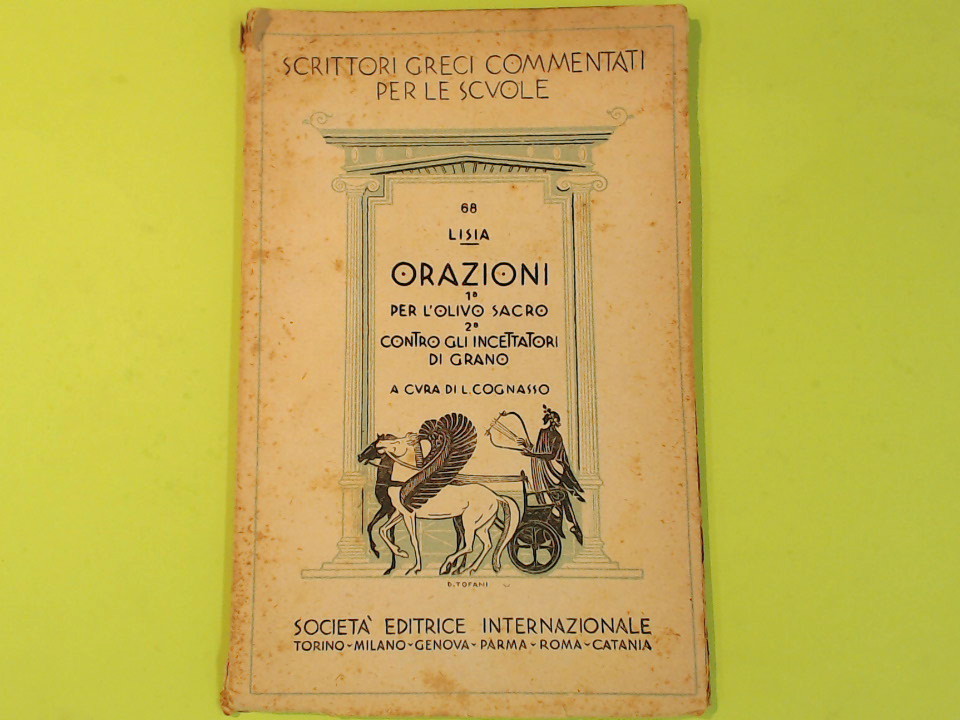 SCRITTORI GRECI COMMENTATI
PER LE SCVOLE
68
LISIA
ORAZIONI
1ª
PER L'OLIVO SACRO
2ª
CONTRO GLI INCETTATORI
DI GRANO
A CVRA DI L. COGNASSO
D. TOFANI
SOCIETÀ EDITRICE INTERNAZIONALE
TORINO-MILANO-GENOVA-PARMA-ROMA-CATANIA